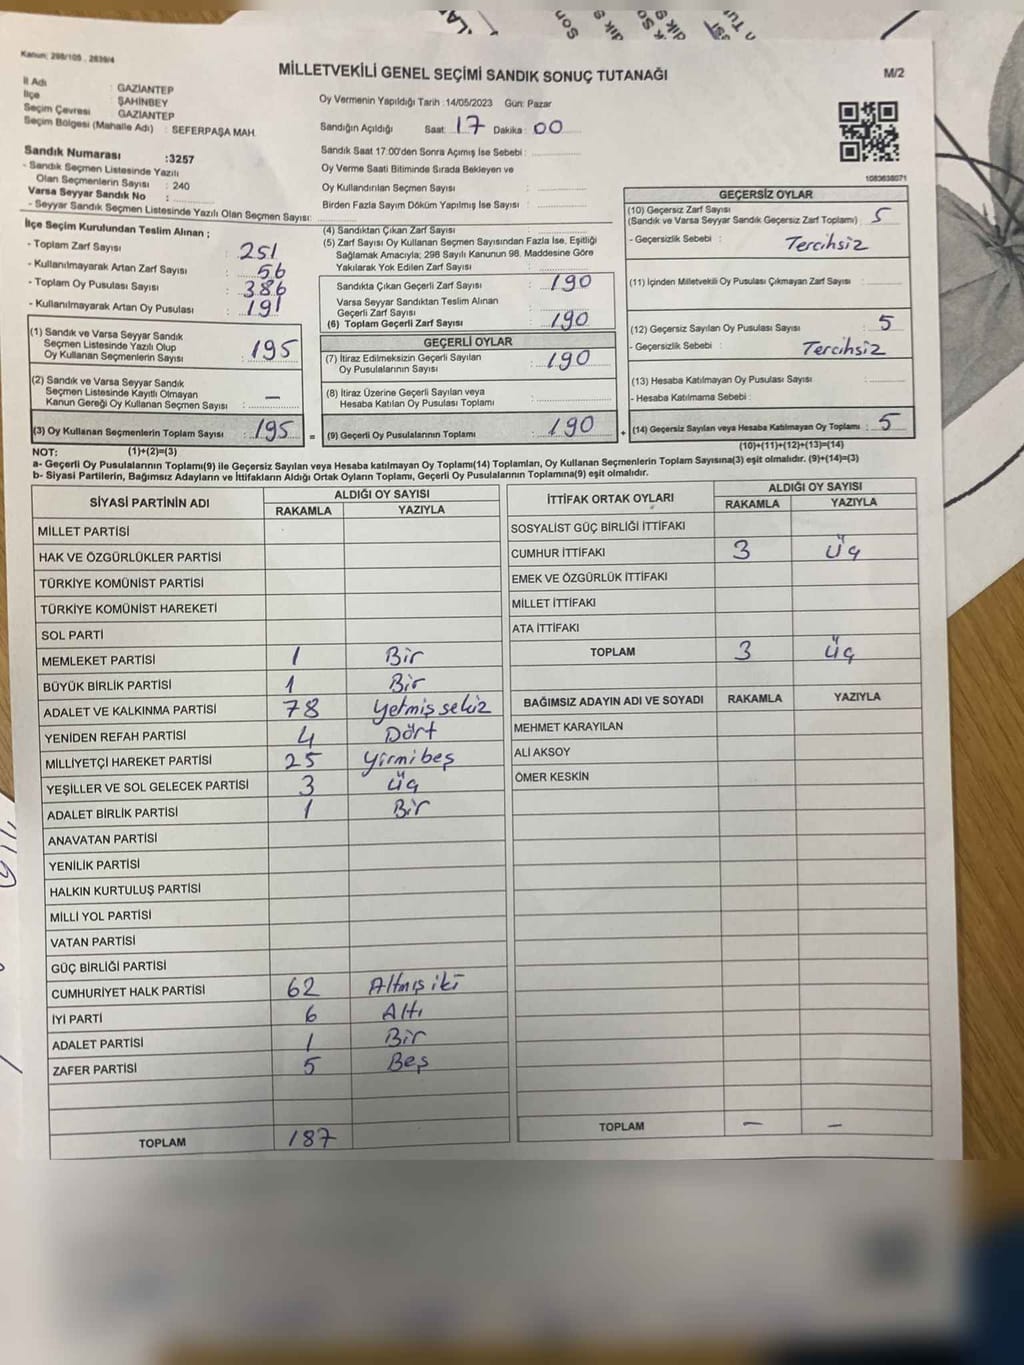 Kanun: 298/105 . 2839/4
MİLLETVEKİLİ GENEL SEÇİMİ SANDIK SONUÇ TUTANAĞI
M/2
İl Adı : GAZİANTEP
İlçe : ŞAHİNBEY
Seçim Çevresi : GAZİANTEP
Seçim Bölgesi (Mahalle Adı) : SEFERPAŞA MAH.
Oy Vermenin Yapıldığı Tarih :14/05/2023 Gün: Pazar
Sandığın Açıldığı Saat: 17 Dakika: 00
Sandık Saat 17:00'den Sonra Açımış İse Sebebi :
Oy Verme Saati Bitiminde Sırada Bekleyen ve
Oy Kullandırılan Seçmen Sayısı :
Birden Fazla Sayım Döküm Yapılmış İse Sayısı :
1083638071
Sandık Numarası :3257
- Sandık Seçmen Listesinde Yazılı
Olan Seçmenlerin Sayısı : 240
Varsa Seyyar Sandık No :
- Seyyar Sandık Seçmen Listesinde Yazılı Olan Seçmen Sayısı:
İlçe Seçim Kurulundan Teslim Alınan ;
- Toplam Zarf Sayısı : 251
- Kullanılmayarak Artan Zarf Sayısı : 56
- Toplam Oy Pusulası Sayısı : 386
- Kullanılmayarak Artan Oy Pusulası : 191
(1) Sandık ve Varsa Seyyar Sandık
Seçmen Listesinde Yazılı Olup
Oy Kullanan Seçmenlerin Sayısı : 195
(2) Sandık ve Varsa Seyyar Sandık
Seçmen Listesinde Kayıtlı Olmayan
Kanun Gereği Oy Kullanan Seçmen Sayısı : —
(3) Oy Kullanan Seçmenlerin Toplam Sayısı : 195 =
(1)+(2)=(3)
(4) Sandıktan Çıkan Zarf Sayısı :
(5) Zarf Sayısı Oy Kullanan Seçmen Sayısından Fazla İse, Eşitliği
Sağlamak Amacıyla; 298 Sayılı Kanunun 98. Maddesine Göre
Yakılarak Yok Edilen Zarf Sayısı :
Sandıkta Çıkan Geçerli Zarf Sayısı : 190
Varsa Seyyar Sandıktan Teslim Alınan
Geçerli Zarf Sayısı :
(6) Toplam Geçerli Zarf Sayısı : 190
GEÇERLİ OYLAR
(7) İtiraz Edilmeksizin Geçerli Sayılan
Oy Pusulalarının Sayısı : 190
(8) İtiraz Üzerine Geçerli Sayılan veya
Hesaba Katılan Oy Pusulası Toplamı :
(9) Geçerli Oy Pusulalarının Toplamı : 190 +
GEÇERSİZ OYLAR
(10) Geçersiz Zarf Sayısı
(Sandık ve Varsa Seyyar Sandık Geçersiz Zarf Toplamı) : 5
- Geçersizlik Sebebi : Tercihsiz
(11) İçinden Milletvekili Oy Pusulası Çıkmayan Zarf Sayısı :
(12) Geçersiz Sayılan Oy Pusulası Sayısı : 5
- Geçersizlik Sebebi : Tercihsiz
(13) Hesaba Katılmayan Oy Pusulası Sayısı :
- Hesaba Katılmama Sebebi :
(14) Geçersiz Sayılan veya Hesaba Katılmayan Oy Toplamı : 5
(10)+(11)+(12)+(13)=(14)
NOT:
a- Geçerli Oy Pusulalarının Toplamı(9) ile Geçersiz Sayılan veya Hesaba katılmayan Oy Toplamı(14) Toplamları, Oy Kullanan Seçmenlerin Toplam Sayısına(3) eşit olmalıdır. (9)+(14)=(3)
b- Siyasi Partilerin, Bağımsız Adayların ve İttifakların Aldığı Ortak Oyların Toplamı, Geçerli Oy Pusulalarının Toplamına(9) eşit olmalıdır.
SİYASİ PARTİNİN ADI ALDIĞI OY SAYISI
RAKAMLA YAZIYLA
MİLLET PARTİSİ
HAK VE ÖZGÜRLÜKLER PARTİSİ
TÜRKİYE KOMÜNİST PARTİSİ
TÜRKİYE KOMÜNİST HAREKETİ
SOL PARTİ
MEMLEKET PARTİSİ 1 Bir
BÜYÜK BİRLİK PARTİSİ 1 Bir
ADALET VE KALKINMA PARTİSİ 78 Yetmiş sekiz
YENİDEN REFAH PARTİSİ 4 Dört
MİLLİYETÇİ HAREKET PARTİSİ 25 Yirmi beş
YEŞİLLER VE SOL GELECEK PARTİSİ 3 Üç
ADALET BİRLİK PARTİSİ 1 Bir
ANAVATAN PARTİSİ
YENİLİK PARTİSİ
HALKIN KURTULUŞ PARTİSİ
MİLLİ YOL PARTİSİ
VATAN PARTİSİ
GÜÇ BİRLİĞİ PARTİSİ
CUMHURİYET HALK PARTİSİ 62 Altmış iki
İYİ PARTİ 6 Altı
ADALET PARTİSİ 1 Bir
ZAFER PARTİSİ 5 Beş
TOPLAM 187
İTTİFAK ORTAK OYLARI ALDIĞI OY SAYISI
RAKAMLA YAZIYLA
SOSYALİST GÜÇ BİRLİĞİ İTTİFAKI
CUMHUR İTTİFAKI 3 Üç
EMEK VE ÖZGÜRLÜK İTTİFAKI
MİLLET İTTİFAKI
ATA İTTİFAKI
TOPLAM 3 Üç
BAĞIMSIZ ADAYIN ADI VE SOYADI RAKAMLA YAZIYLA
MEHMET KARAYILAN
ALİ AKSOY
ÖMER KESKİN
TOPLAM — —